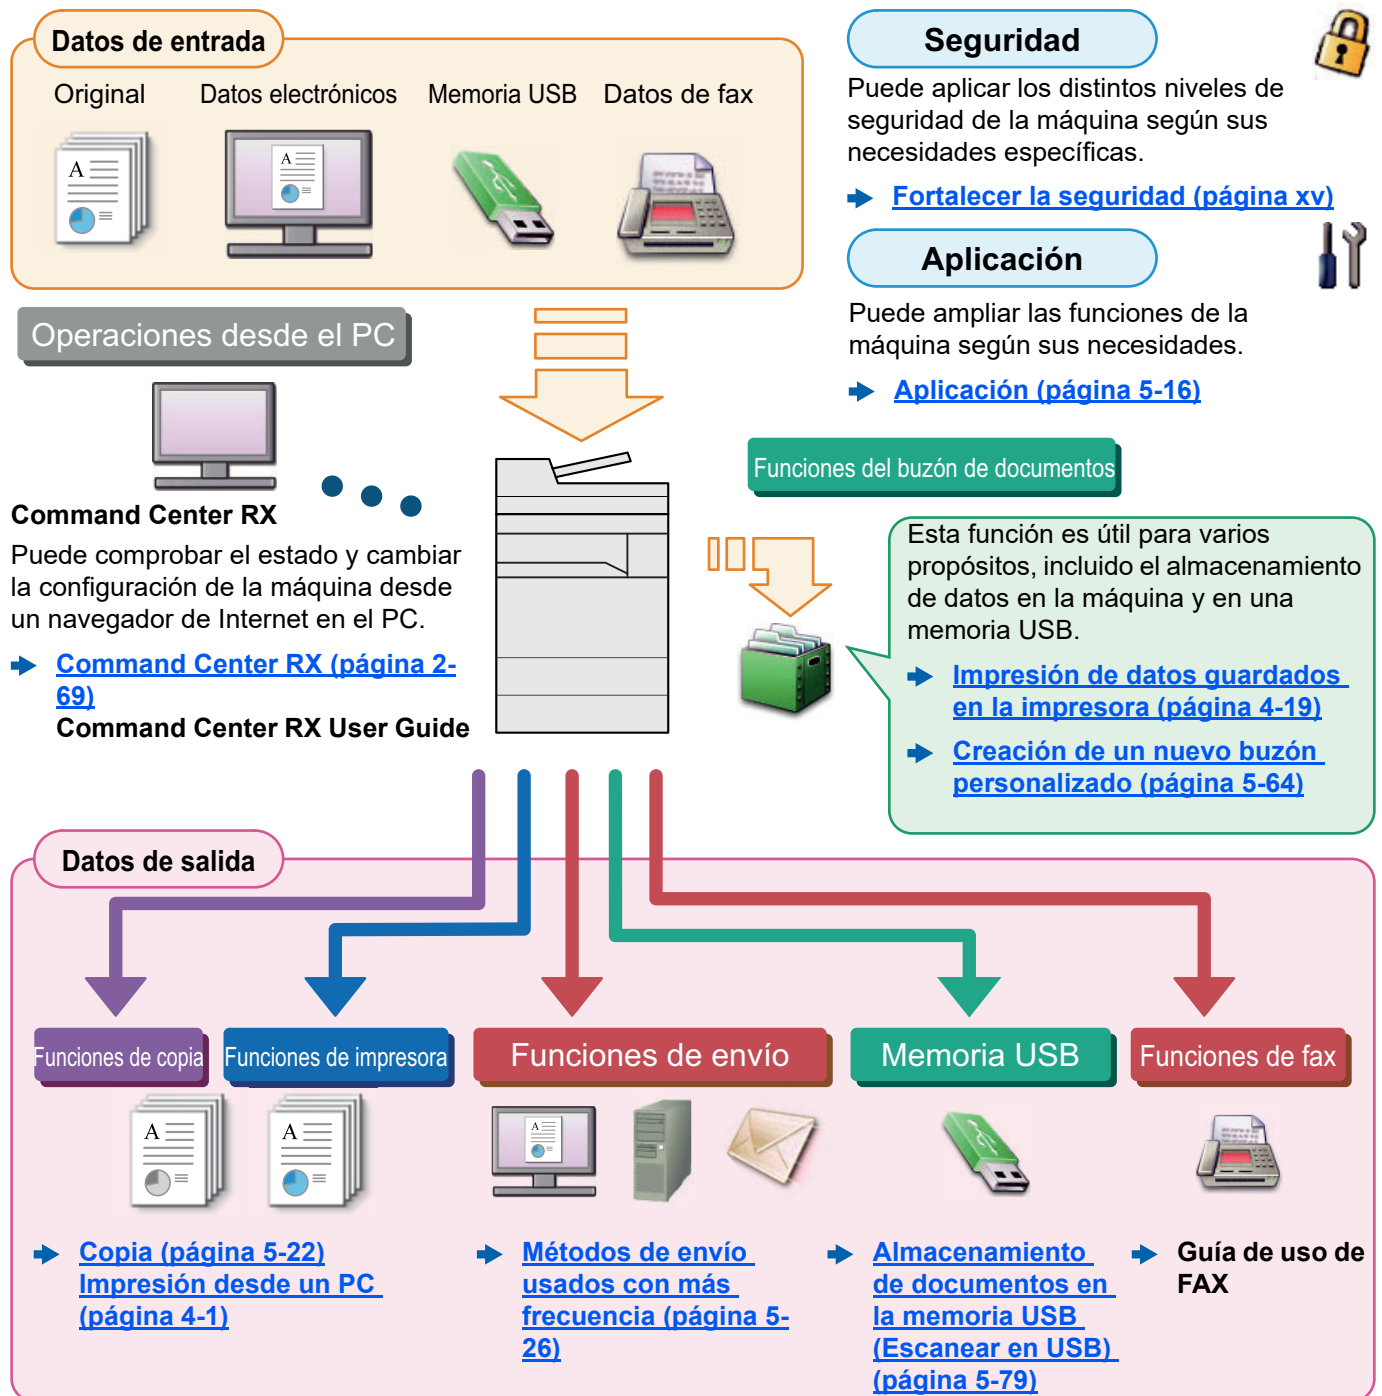 Datos de entrada
Original
Datos electrónicos
Memoria USB
Datos de fax
Seguridad
Puede aplicar los distintos niveles de
seguridad de la máquina según sus
necesidades específicas.
Fortalecer la seguridad (página xv)
Aplicación
Puede ampliar las funciones de la
máquina según sus necesidades.
Aplicación (página 5-16)
Operaciones desde el PC
Command Center RX
Puede comprobar el estado y cambiar
la configuración de la máquina desde
un navegador de Internet en el PC.
Command Center RX (página 2-
69)
Command Center RX User Guide
Funciones del buzón de documentos
Esta función es útil para varios
propósitos, incluido el almacenamiento
de datos en la máquina y en una
memoria USB.
Impresión de datos guardados
en la impresora (página 4-19)
Creación de un nuevo buzón
personalizado (página 5-64)
Datos de salida
Funciones de copia
Funciones de impresora
Funciones de envío
Memoria USB
Funciones de fax
Copia (página 5-22)
Impresión desde un PC
(página 4-1)
Métodos de envío
usados con más
frecuencia (página 5-
26)
Almacenamiento
de documentos en
la memoria USB
(Escanear en USB)
(página 5-79)
Guía de uso de
FAX